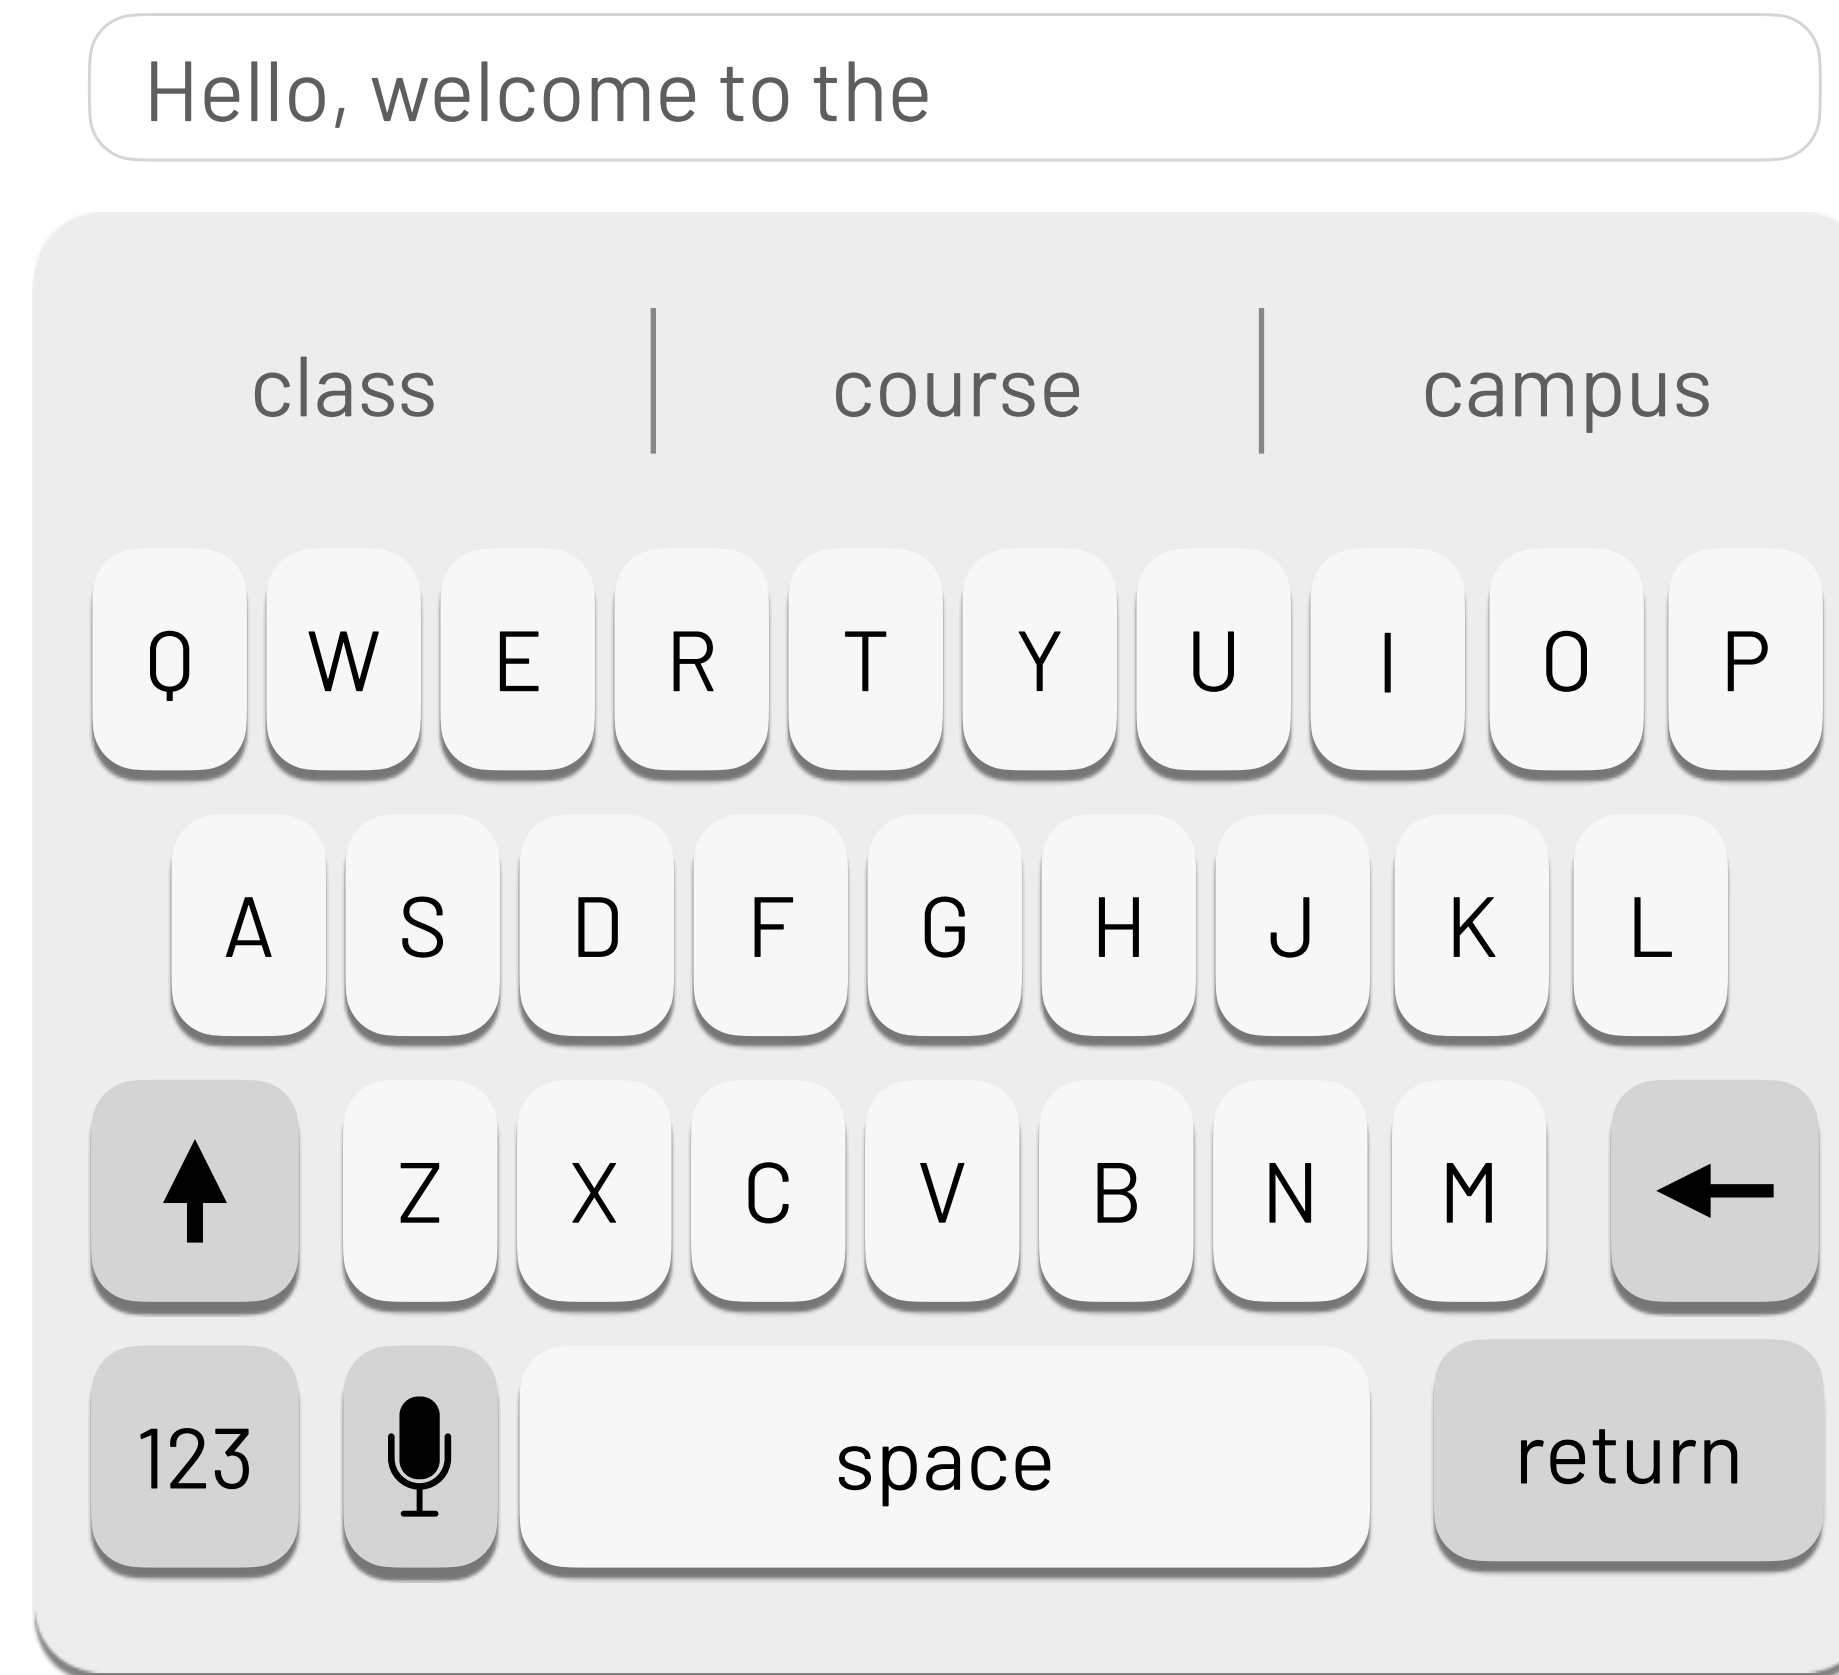 Hello, welcome to the
class course campus
Q W E R T Y U I O P
A S D F G H J K L
Z X C V B N M
123 space return